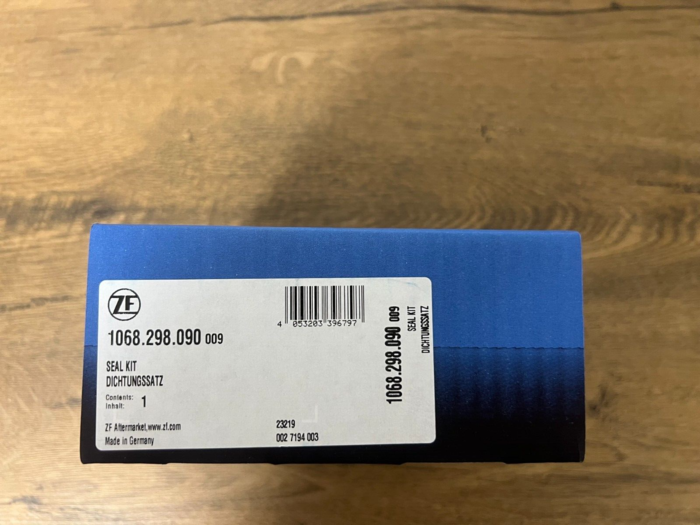 ZF
4 053203 396797
1068.298.090 009
SEAL KIT
DICHTUNGSSATZ
Contents: 1
Inhalt:
ZF Aftermarket,www.zf.com
Made in Germany
23219
002 7194 003
1068.298.090 009
SEAL KIT
DICHTUNGSSATZ